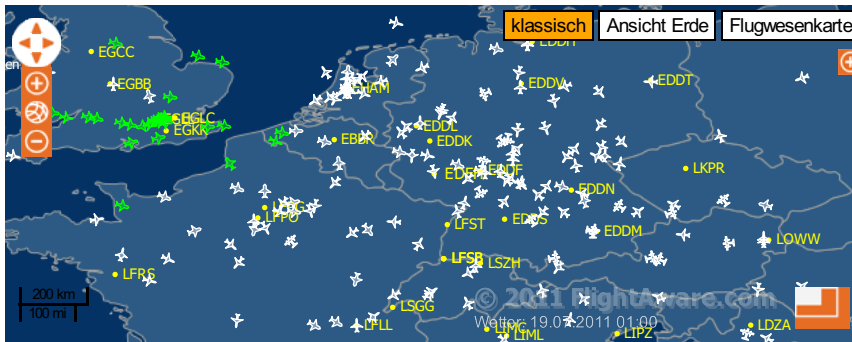 klassisch
Ansicht Erde
Flugwesenkarte
EDDH
EGCC
en
EGBB
EHAM
EDDV
EDDT
EGLC
EGKK
EDDL
EBBR
EDDK
LKPR
EDDF
EDDN
LFPG
LFPO
LFST
EDDS
EDDM
LOWW
LFSB
LSZH
LFRS
200 km
100 mi
LSGG
© 2011 FlightAware.com
Wetter: 19.07.2011 01:00
LFLL
LIMC
LIML
LIPZ
LDZA